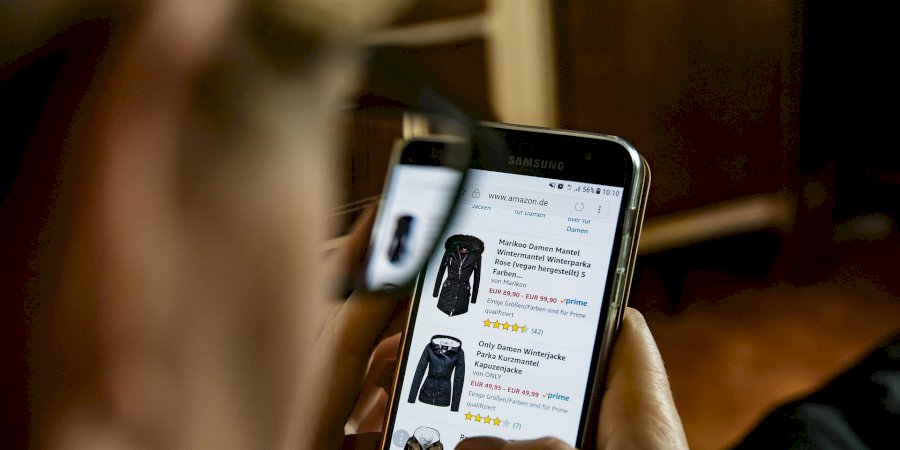 SAMSUNG
56% 10:10
www.amazon.de
Jacken
für Damen
Damen
Marikoo Damen Mantel
Wintermantel Winterparka
Rose (vegan hergestellt) 5
Farben...
von Marikoo
EUR 89,90 - EUR 99,90 prime
Einige Größen/Farben sind für Prime
qualifiziert
(42)
Only Damen Winterjacke
Parka Kurzmantel
Kapuzenjacke
von ONLY
EUR 49,95 - EUR 49,99 prime
Einige Größen/Farben sind für Prime
qualifiziert
(7)